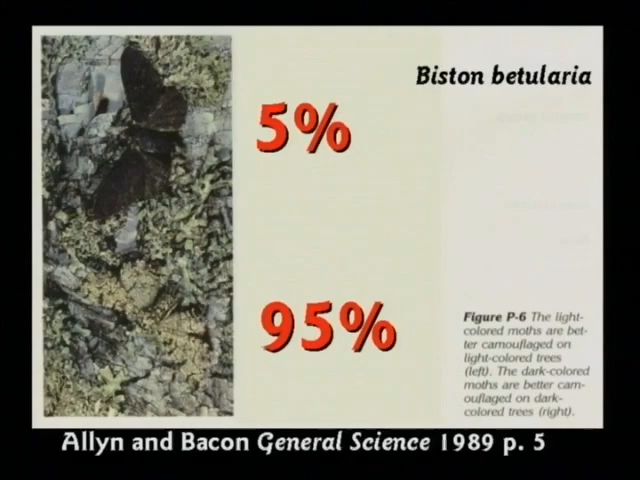 Biston betularia
5%
95%
Figure P-6 The light-
colored moths are bet-
ter camouflaged on
light-colored trees
(left). The dark-colored
moths are better cam-
ouflaged on dark-
colored trees (right).
Allyn and Bacon General Science 1989 p. 5